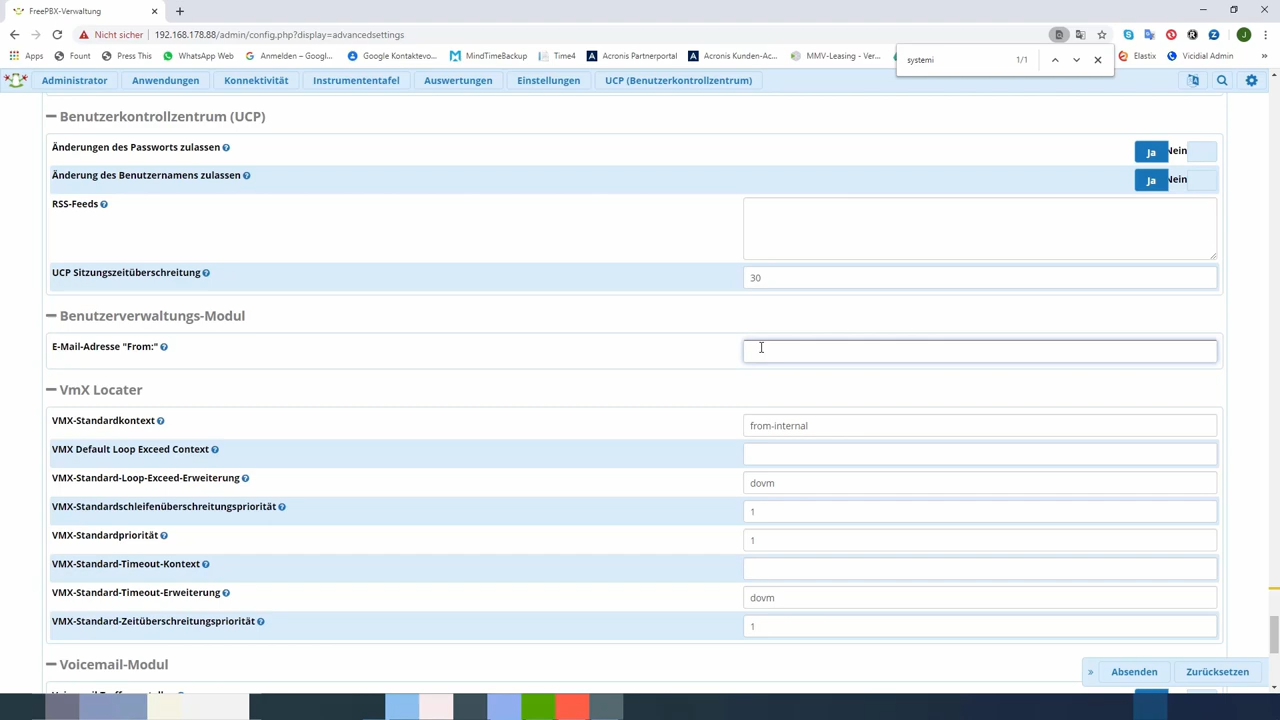 FreePBX-Verwaltung
Nicht sicher
192.168.178.88/admin/config.php?display=advancedsettings
Apps
Fount
Press This
WhatsApp Web
Anmelden – Googl...
Google Kontaktevo...
MindTimeBackup
Time4
Acronis Partnerportal
Acronis Kunden-Ac...
MMV-Leasing - Ver...
Elastix
Vicidial Admin
systemi
1/1
Administrator
Anwendungen
Konnektivität
Instrumententafel
Auswertungen
Einstellungen
UCP (Benutzerkontrollzentrum)
Benutzerkontrollzentrum (UCP)
Änderungen des Passworts zulassen
Ja
Nein
Änderung des Benutzernamens zulassen
Ja
Nein
RSS-Feeds
UCP Sitzungszeitüberschreitung
30
Benutzerverwaltungs-Modul
E-Mail-Adresse "From:"
VmX Locater
VMX-Standardkontext
from-internal
VMX Default Loop Exceed Context
VMX-Standard-Loop-Exceed-Erweiterung
dovm
VMX-Standardschleifenüberschreitungspriorität
1
VMX-Standardpriorität
1
VMX-Standard-Timeout-Kontext
VMX-Standard-Timeout-Erweiterung
dovm
VMX-Standard-Zeitüberschreitungspriorität
1
Voicemail-Modul
Absenden
Zurücksetzen